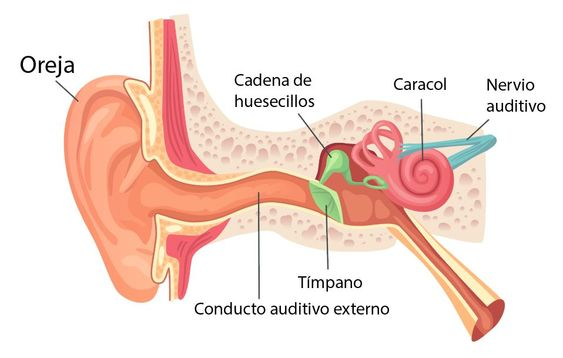 Oreja
Cadena de
huesecillos
Caracol
Nervio
auditivo
Tímpano
Conducto auditivo externo